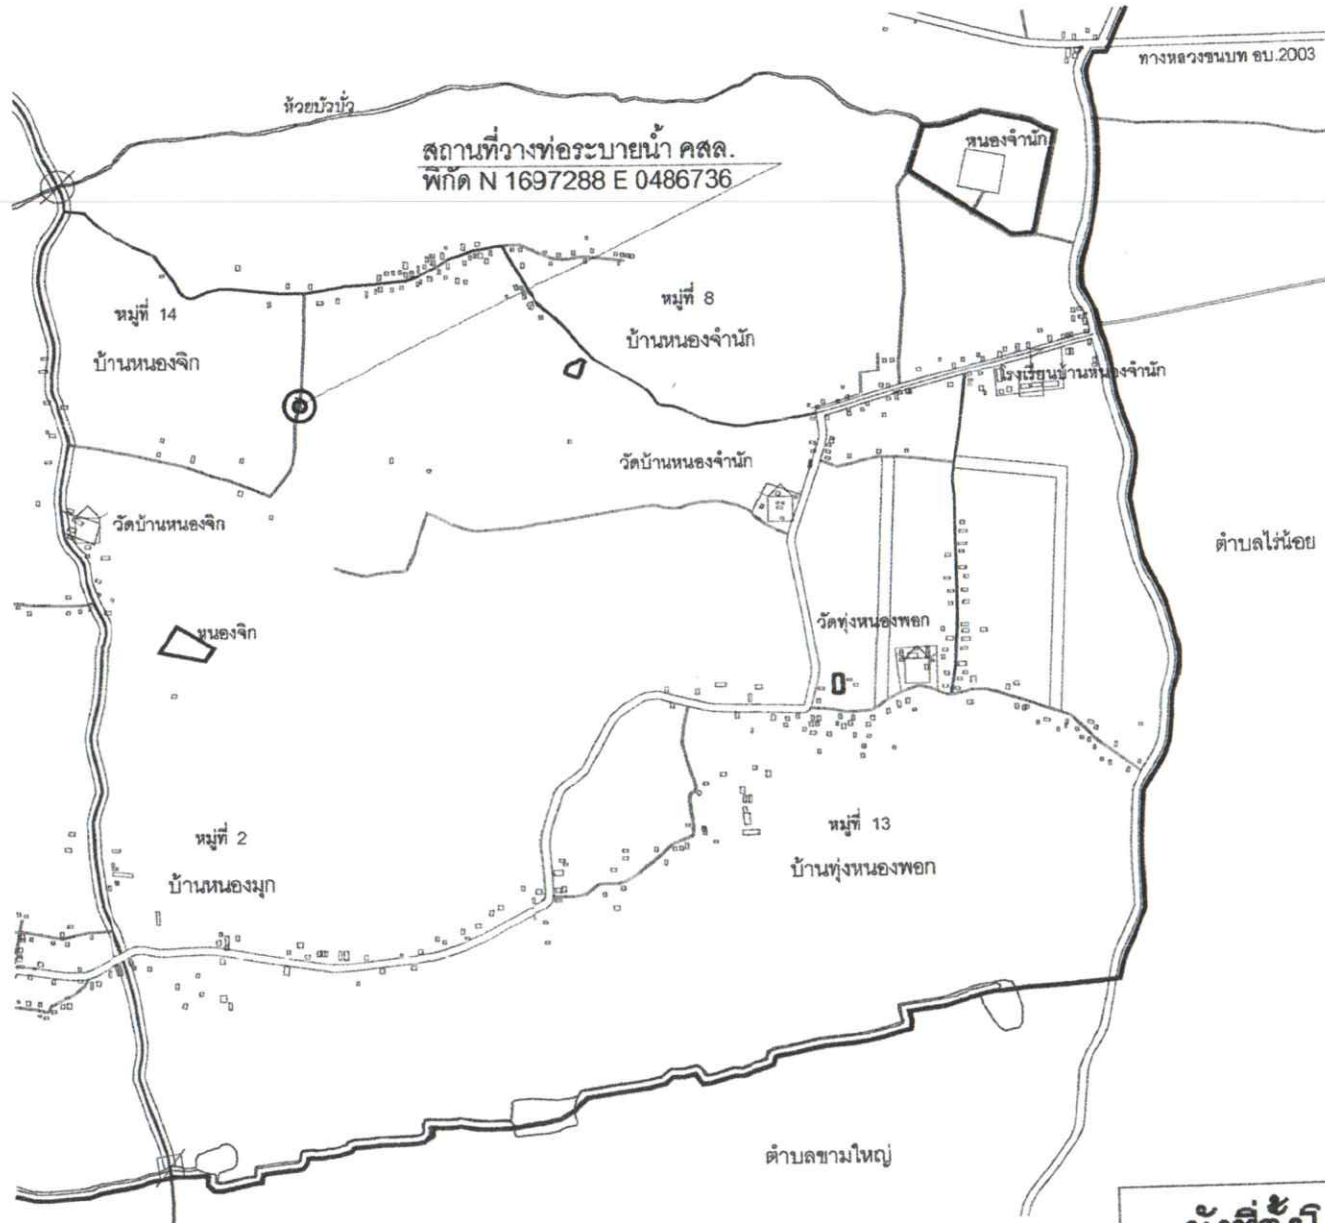 ทางหลวงชนบท อบ.2003
ห้วยบัวบั่ว
สถานที่วางท่อระบายน้ำ คสล.
พิกัด N 1697288 E 0486736
หนองจำนัก
หมู่ที่ 14
บ้านหนองจิก
หมู่ที่ 8
บ้านหนองจำนัก
โรงเรียนบ้านหนองจำนัก
วัดบ้านหนองจำนัก
วัดบ้านหนองจิก
ตำบลไร่น้อย
หนองจิก
วัดทุ่งหนองพอก
หมู่ที่ 2
บ้านหนองมุก
หมู่ที่ 13
บ้านทุ่งหนองพอก
ตำบลขามใหญ่